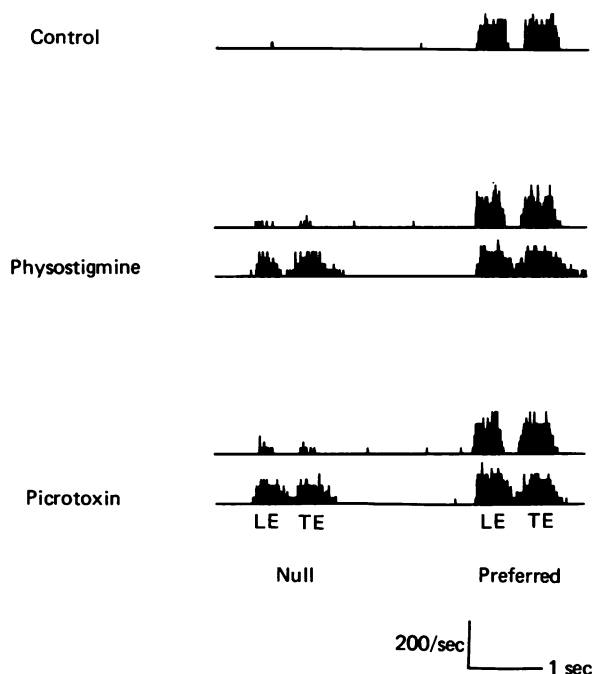 Control
Physostigmine
Picrotoxin
LE TE LE TE
Null Preferred
200/sec
1 sec